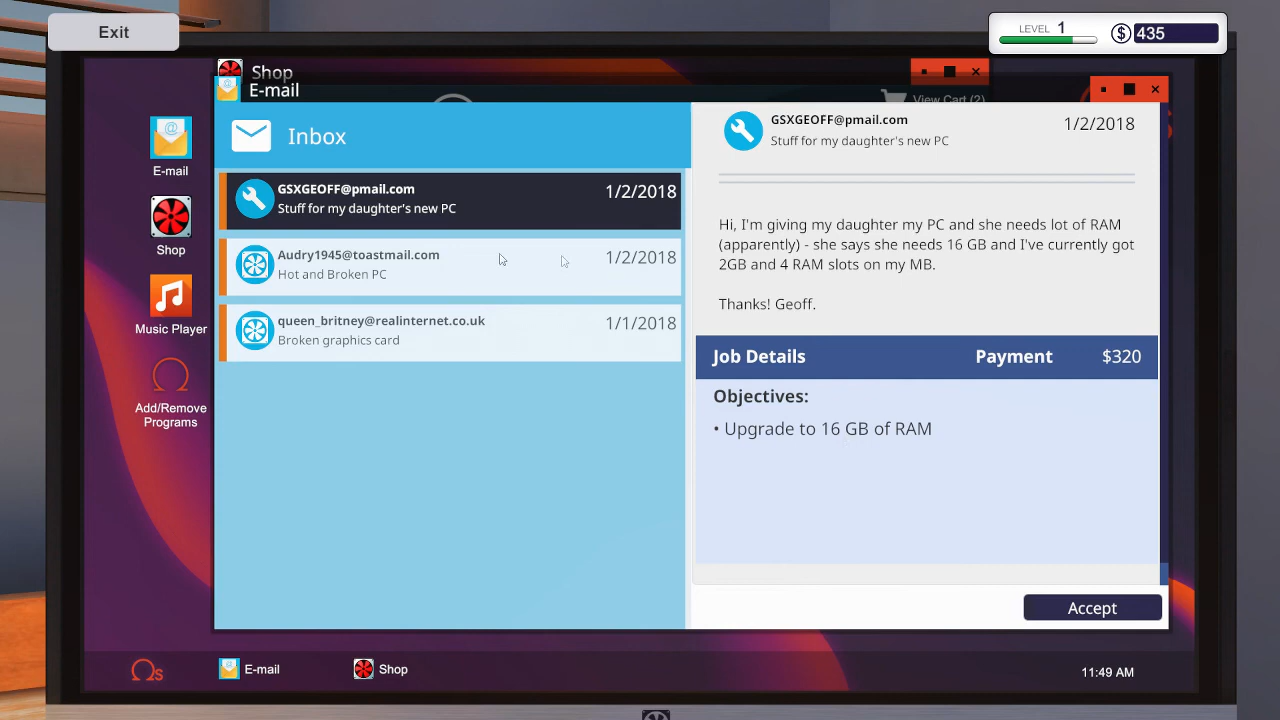 Exit
LEVEL 1
$ 435
Shop
E-mail
View Cart (2)
E-mail
Shop
Music Player
Add/Remove
Programs
Inbox
GSXGEOFF@pmail.com
1/2/2018
Stuff for my daughter's new PC
Audry1945@toastmail.com
1/2/2018
Hot and Broken PC
queen_britney@realinternet.co.uk
1/1/2018
Broken graphics card
GSXGEOFF@pmail.com
1/2/2018
Stuff for my daughter's new PC
Hi, I'm giving my daughter my PC and she needs lot of RAM
(apparently) - she says she needs 16 GB and I've currently got
2GB and 4 RAM slots on my MB.
Thanks! Geoff.
Job Details Payment $320
Objectives:
• Upgrade to 16 GB of RAM
Accept
Ωs
E-mail
Shop
11:49 AM